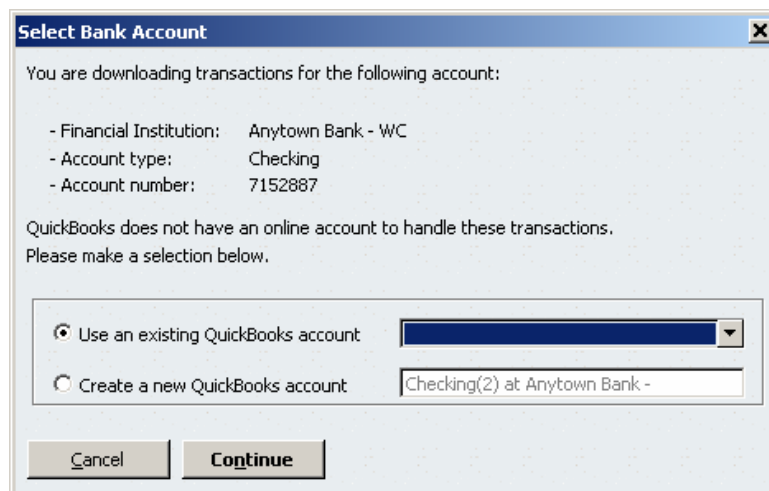 Select Bank Account
You are downloading transactions for the following account:
- Financial Institution: Anytown Bank - WC
- Account type: Checking
- Account number: 7152887
QuickBooks does not have an online account to handle these transactions.
Please make a selection below.
Use an existing QuickBooks account
Create a new QuickBooks account Checking(2) at Anytown Bank -
Cancel Continue